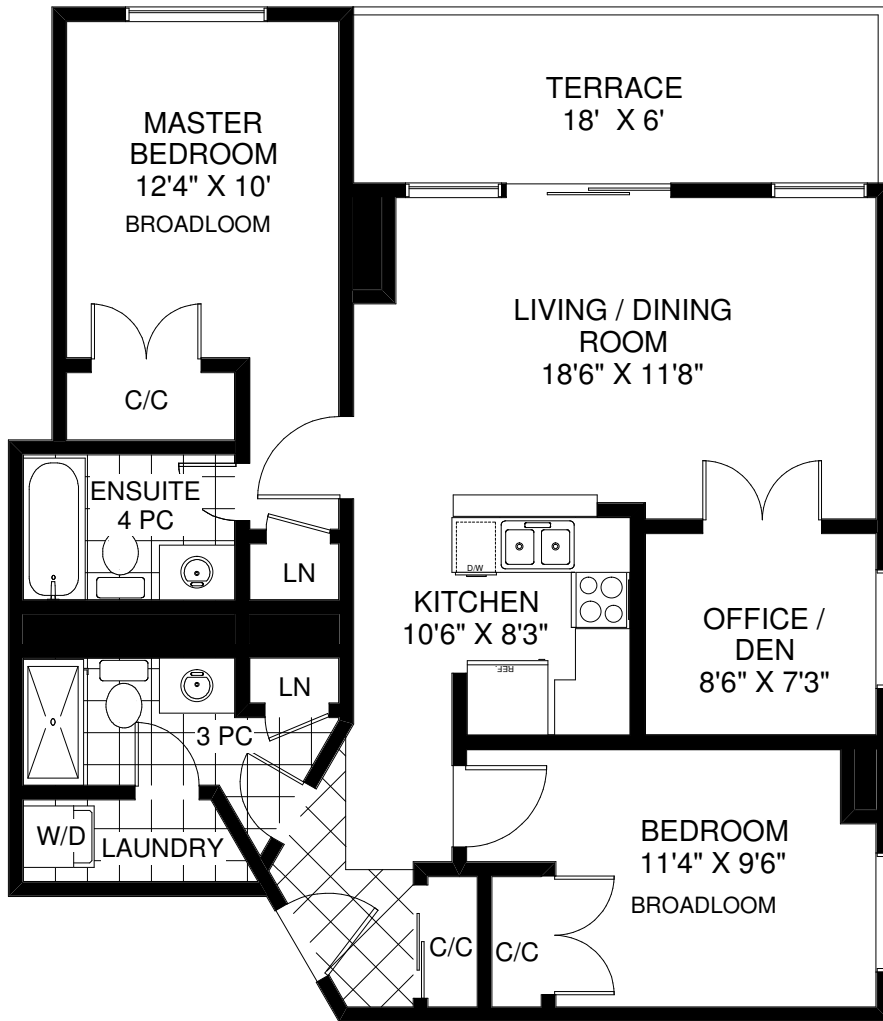 TERRACE
18' X 6'
MASTER
BEDROOM
12'4" X 10'
BROADLOOM
LIVING / DINING
ROOM
18'6" X 11'8"
C/C
ENSUITE
4 PC
D/W
LN
KITCHEN
10'6" X 8'3"
OFFICE /
DEN
8'6" X 7'3"
REF.
LN
3 PC
W/D
LAUNDRY
BEDROOM
11'4" X 9'6"
BROADLOOM
C/C
C/C